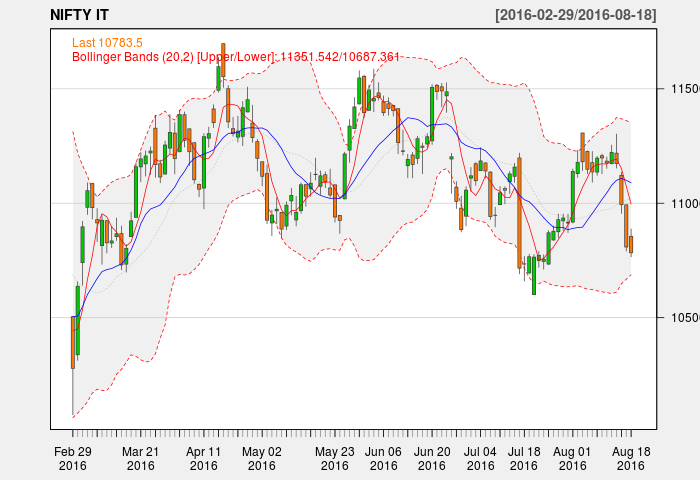 NIFTY IT [2016-02-29/2016-08-18]
Last 10783.5
Bollinger Bands (20,2) [Upper/Lower]: 11351.542/10687.361
11500
11000
10500
Feb 29 Mar 21 Apr 11 May 02 May 23 Jun 06 Jun 20 Jul 04 Jul 18 Aug 01 Aug 18
2016 2016 2016 2016 2016 2016 2016 2016 2016 2016 2016